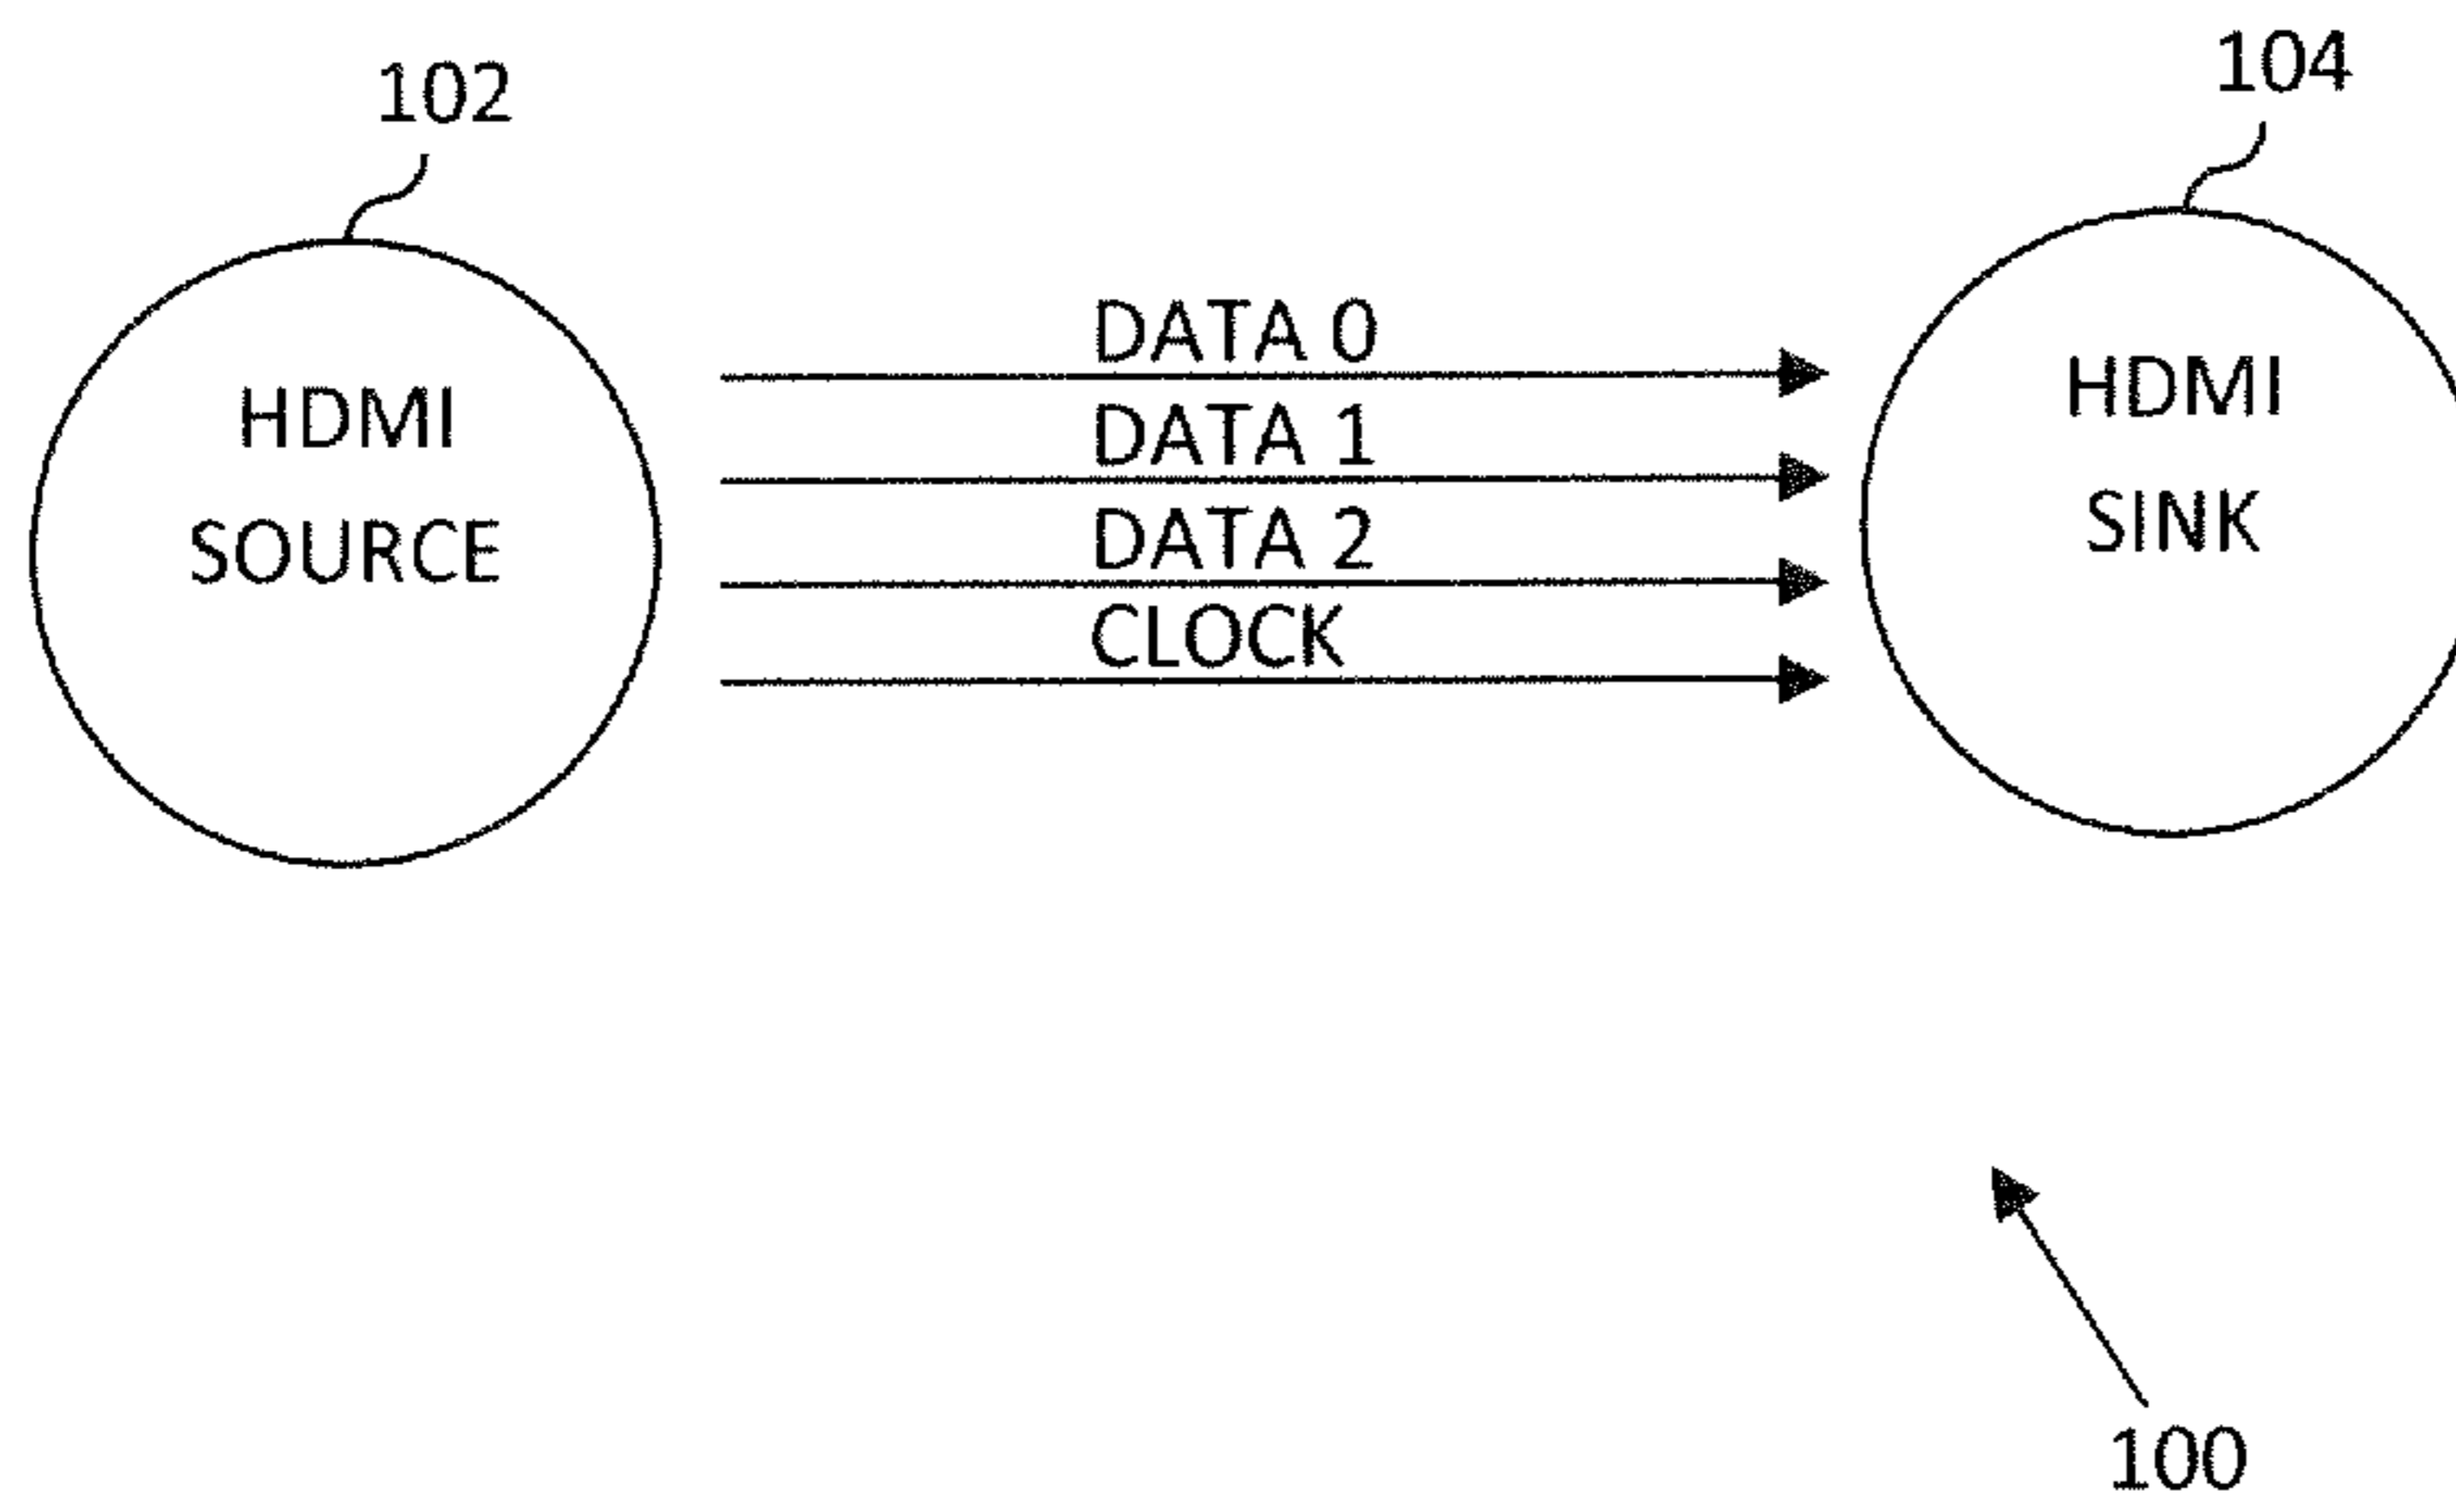 102
104
HDMI
SOURCE
DATA 0
DATA 1
DATA 2
CLOCK
HDMI
SINK
100